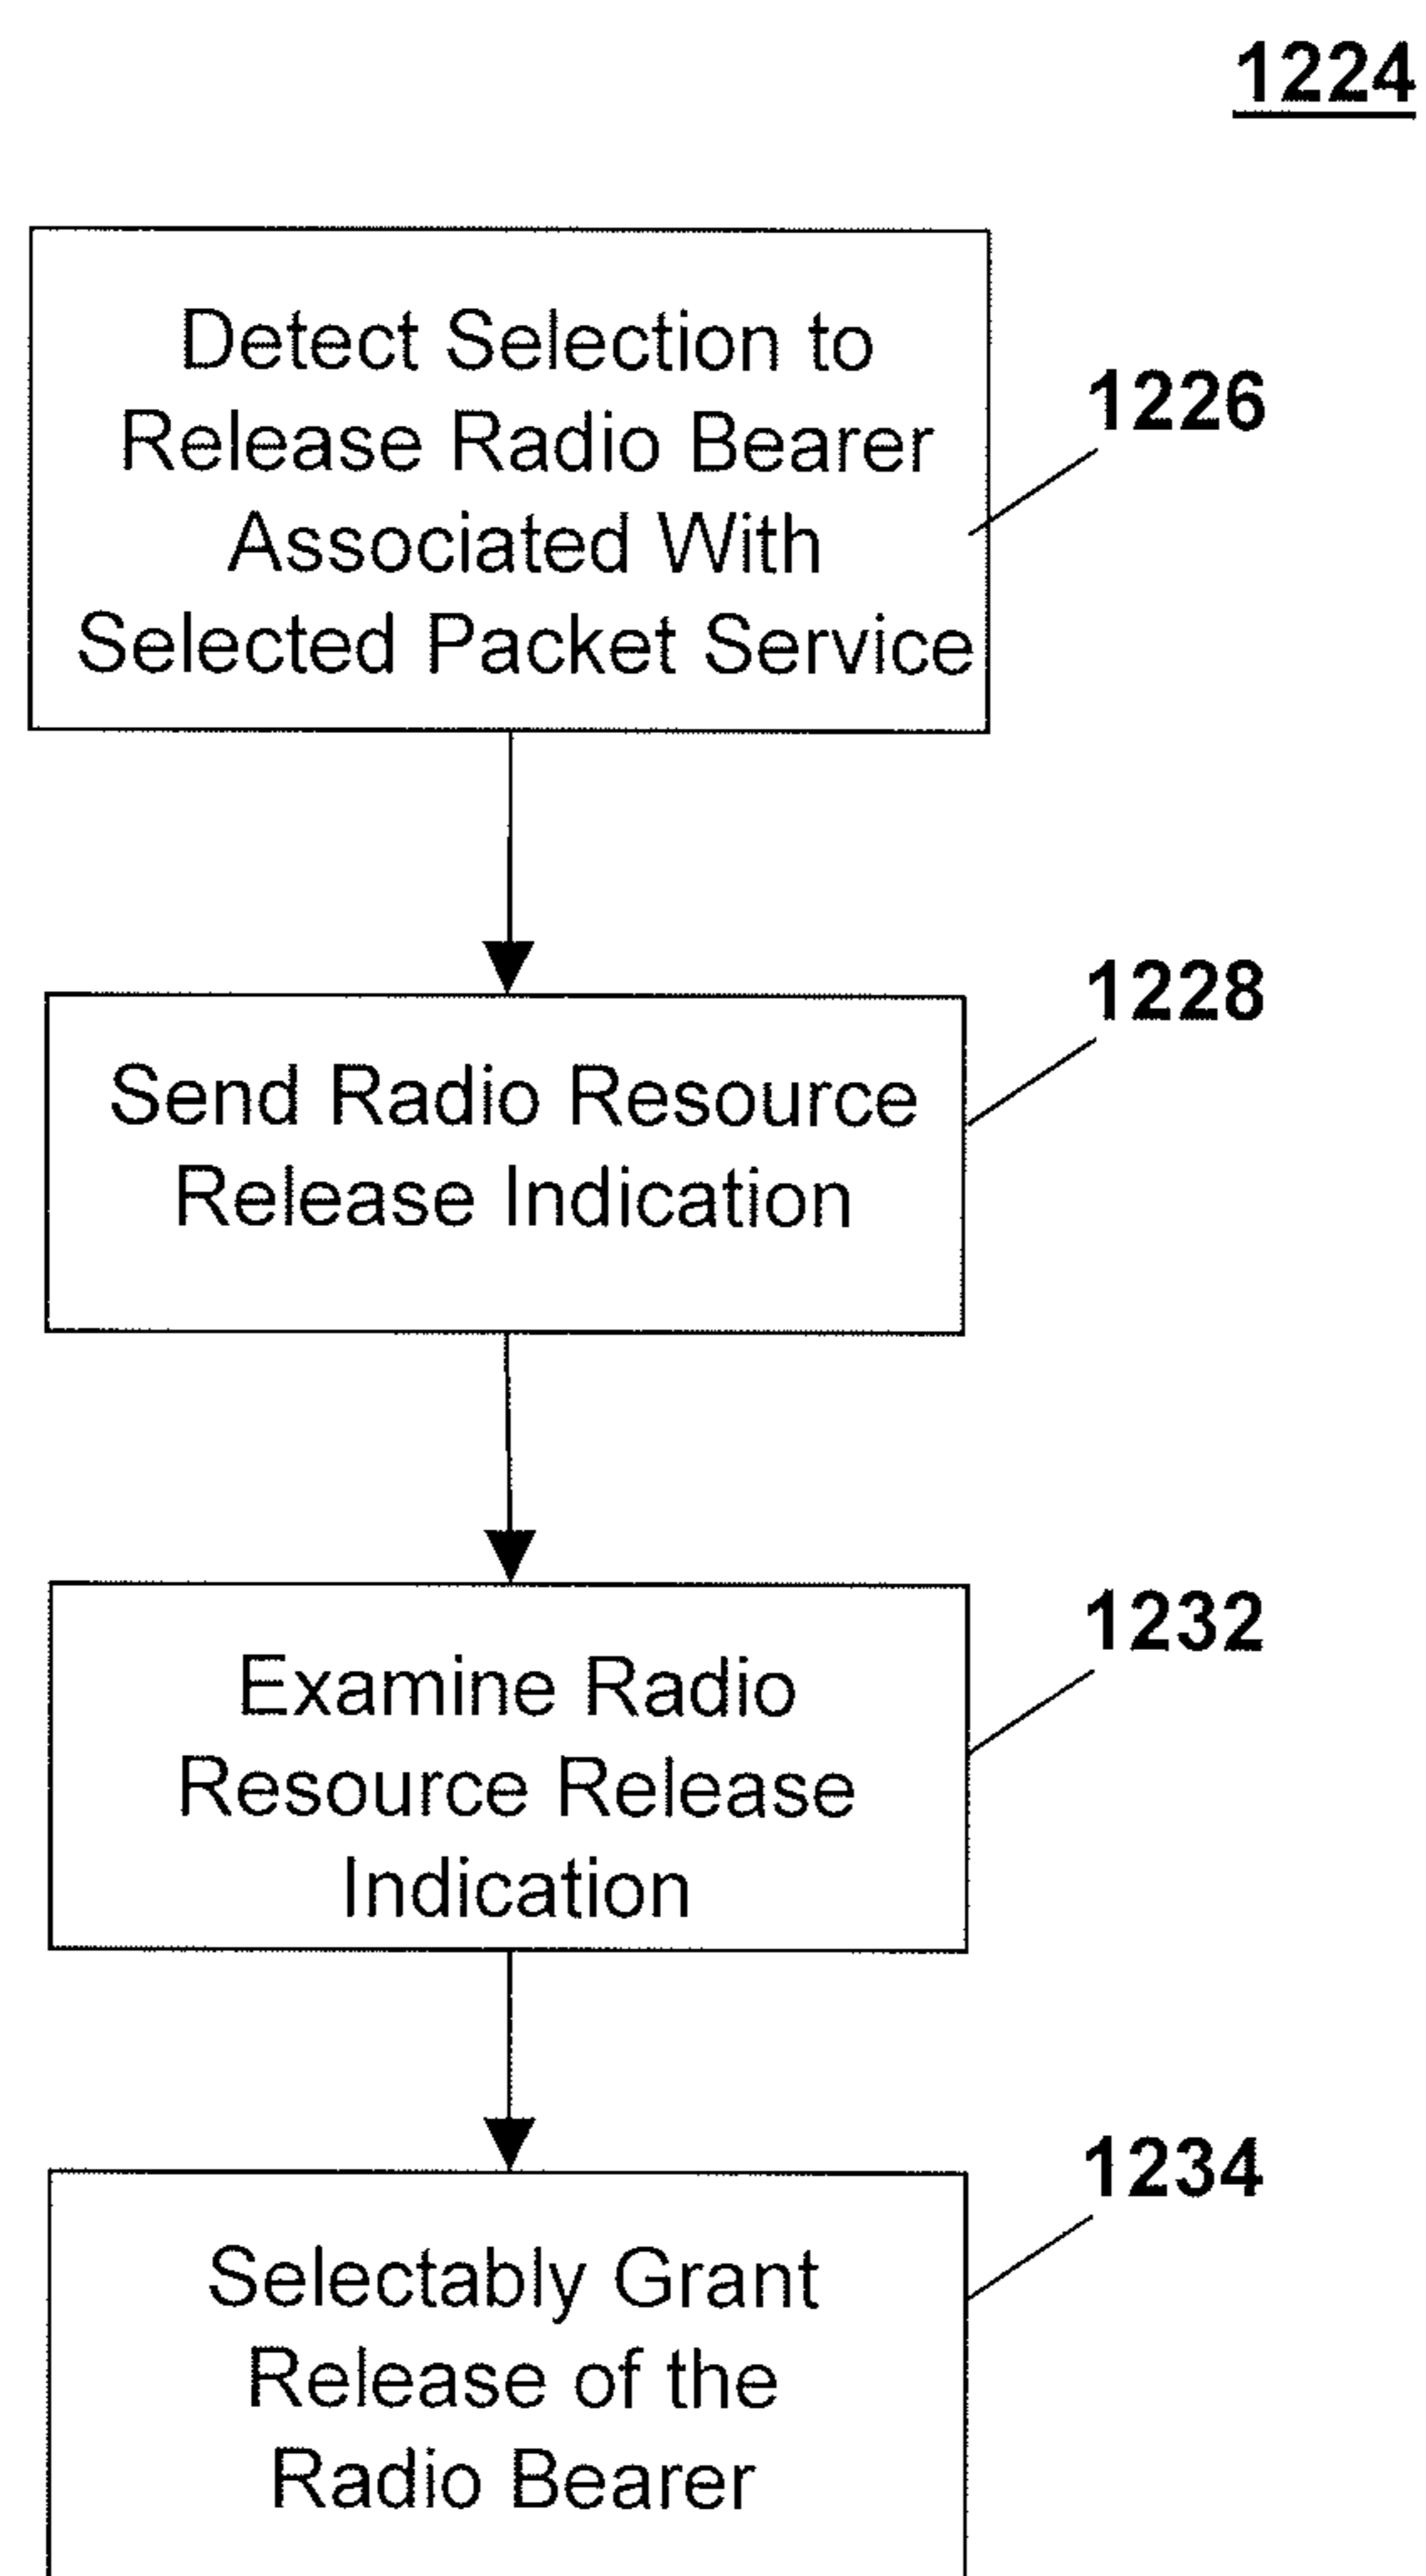 1224
Detect Selection to
Release Radio Bearer
Associated With
Selected Packet Service
1226
Send Radio Resource
Release Indication
1228
Examine Radio
Resource Release
Indication
1232
Selectably Grant
Release of the
Radio Bearer
1234